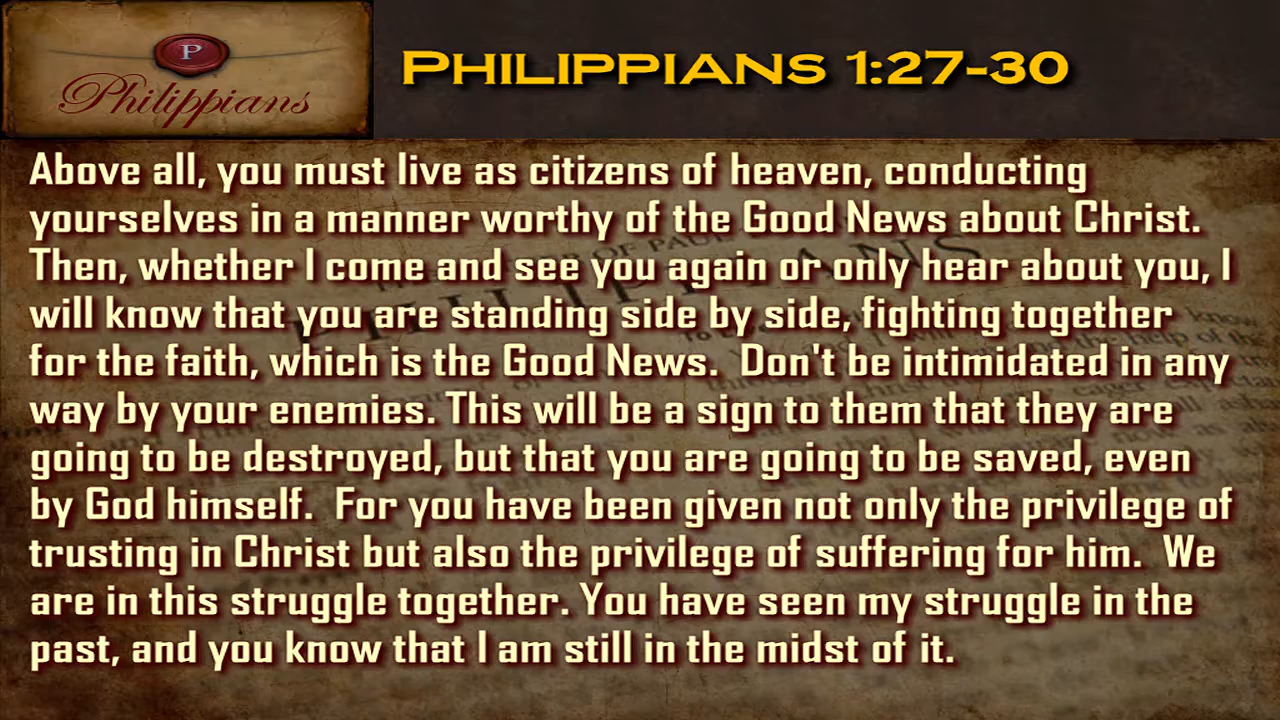 P
Philippians
PHILIPPIANS 1:27-30
Above all, you must live as citizens of heaven, conducting
yourselves in a manner worthy of the Good News about Christ.
Then, whether I come and see you again or only hear about you, I
will know that you are standing side by side, fighting together
for the faith, which is the Good News.  Don't be intimidated in any
way by your enemies. This will be a sign to them that they are
going to be destroyed, but that you are going to be saved, even
by God himself.  For you have been given not only the privilege of
trusting in Christ but also the privilege of suffering for him.  We
are in this struggle together. You have seen my struggle in the
past, and you know that I am still in the midst of it.